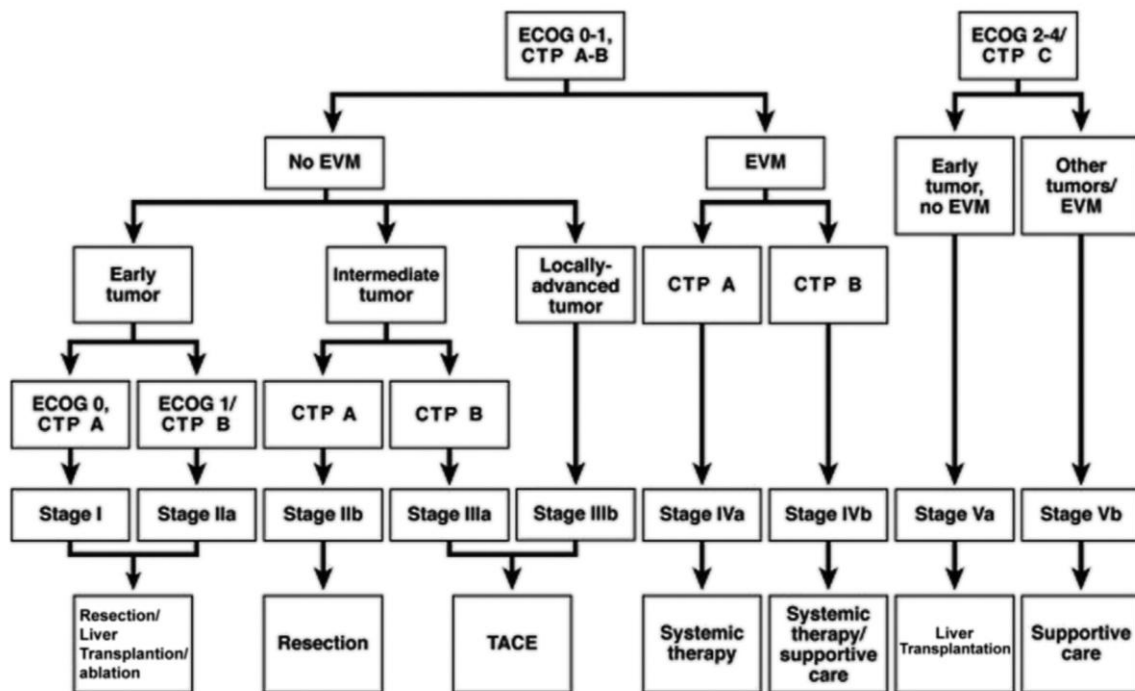 ECOG 0-1,
CTP A-B
ECOG 2-4/
CTP C
No EVM
EVM
Early
tumor,
no EVM
Other
tumors/
EVM
Early
tumor
Intermediate
tumor
Locally-
advanced
tumor
CTP A
CTP B
ECOG 0,
CTP A
ECOG 1/
CTP B
CTP A
CTP B
Stage I
Stage IIa
Stage IIb
Stage IIIa
Stage IIIb
Stage IVa
Stage IVb
Stage Va
Stage Vb
Resection/
Liver
Transplantion/
ablation
Resection
TACE
Systemic
therapy
Systemic
therapy/
supportive
care
Liver
Transplantation
Supportive
care